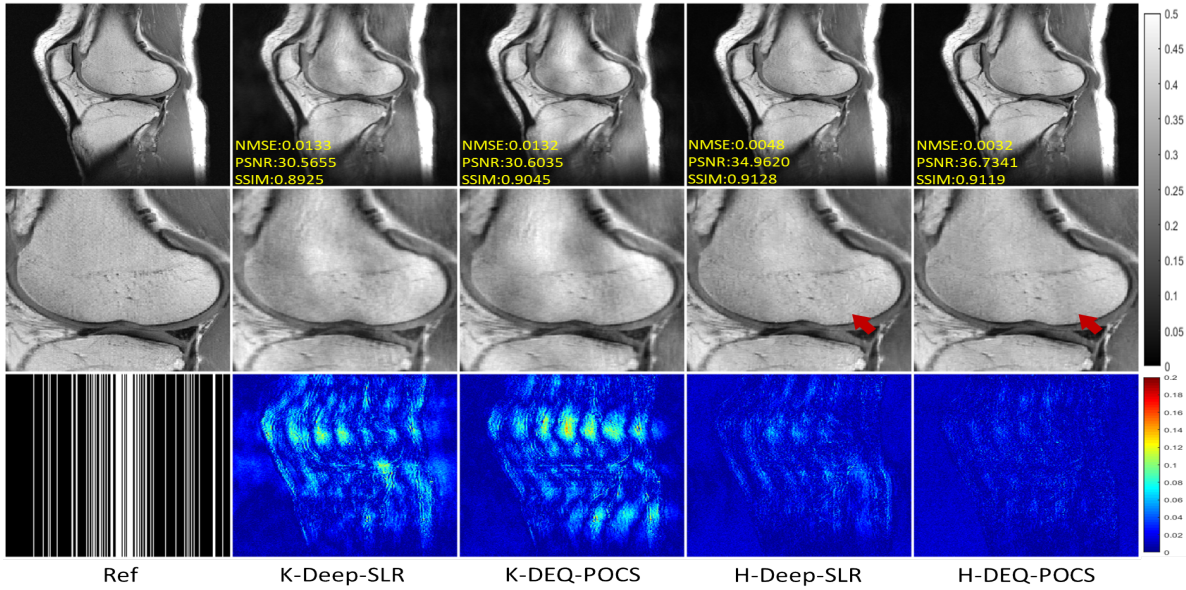 NMSE:0.0133
PSNR:30.5655
SSIM:0.8925
NMSE:0.0132
PSNR:30.6035
SSIM:0.9045
NMSE:0.0048
PSNR:34.9620
SSIM:0.9128
NMSE:0.0032
PSNR:36.7341
SSIM:0.9119
0.5
0.45
0.4
0.35
0.3
0.25
0.2
0.15
0.1
0.05
0
0.2
0.18
0.16
0.14
0.12
0.1
0.08
0.06
0.04
0.02
0
Ref
K-Deep-SLR
K-DEQ-POCS
H-Deep-SLR
H-DEQ-POCS